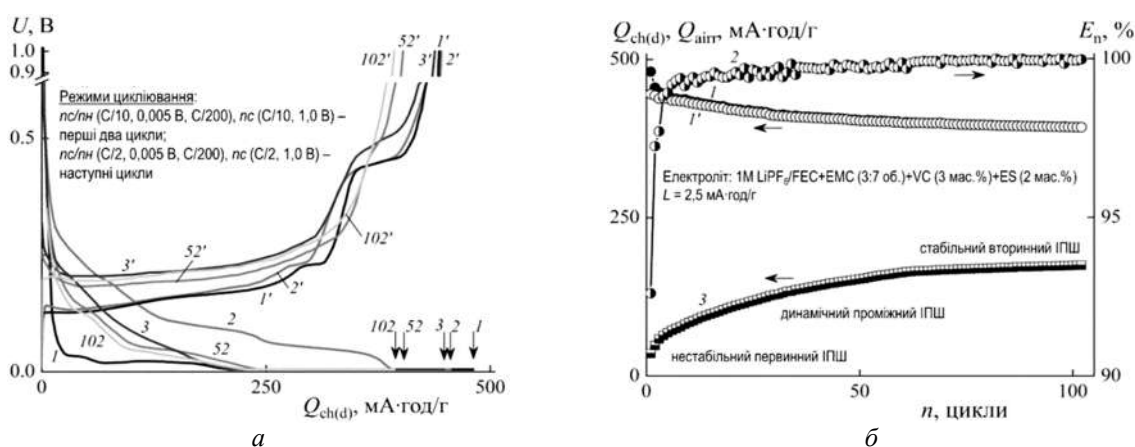 U, В
1.0
0.9
0.5
0.0
102' 52' 3' 1' 2'
Режими циклювання:
пс/пн (С/10, 0,005 В, С/200), пс (С/10, 1,0 В) –
перші два цикли;
пс/пн (С/2, 0,005 В, С/200), пс (С/2, 1,0 В) –
наступні цикли
3' 52' 1' 2' 102'
1 102 3 52 2
102 52 3 2 1
0 250 500
Q_ch(d), мА·год/г
а
Q_ch(d), Q_airr, мА·год/г
E_n, %
500
250
0
100
95
90
2
1
1'
Електроліт: 1М LiPF₆/FEC+EMC (3:7 об.)+VC (3 мас.%)+ES (2 мас.%)
L = 2,5 мА·год/г
стабільний вторинний ІПШ
3
динамічний проміжний ІПШ
нестабільний первинний ІПШ
0 50 100
n, цикли
б